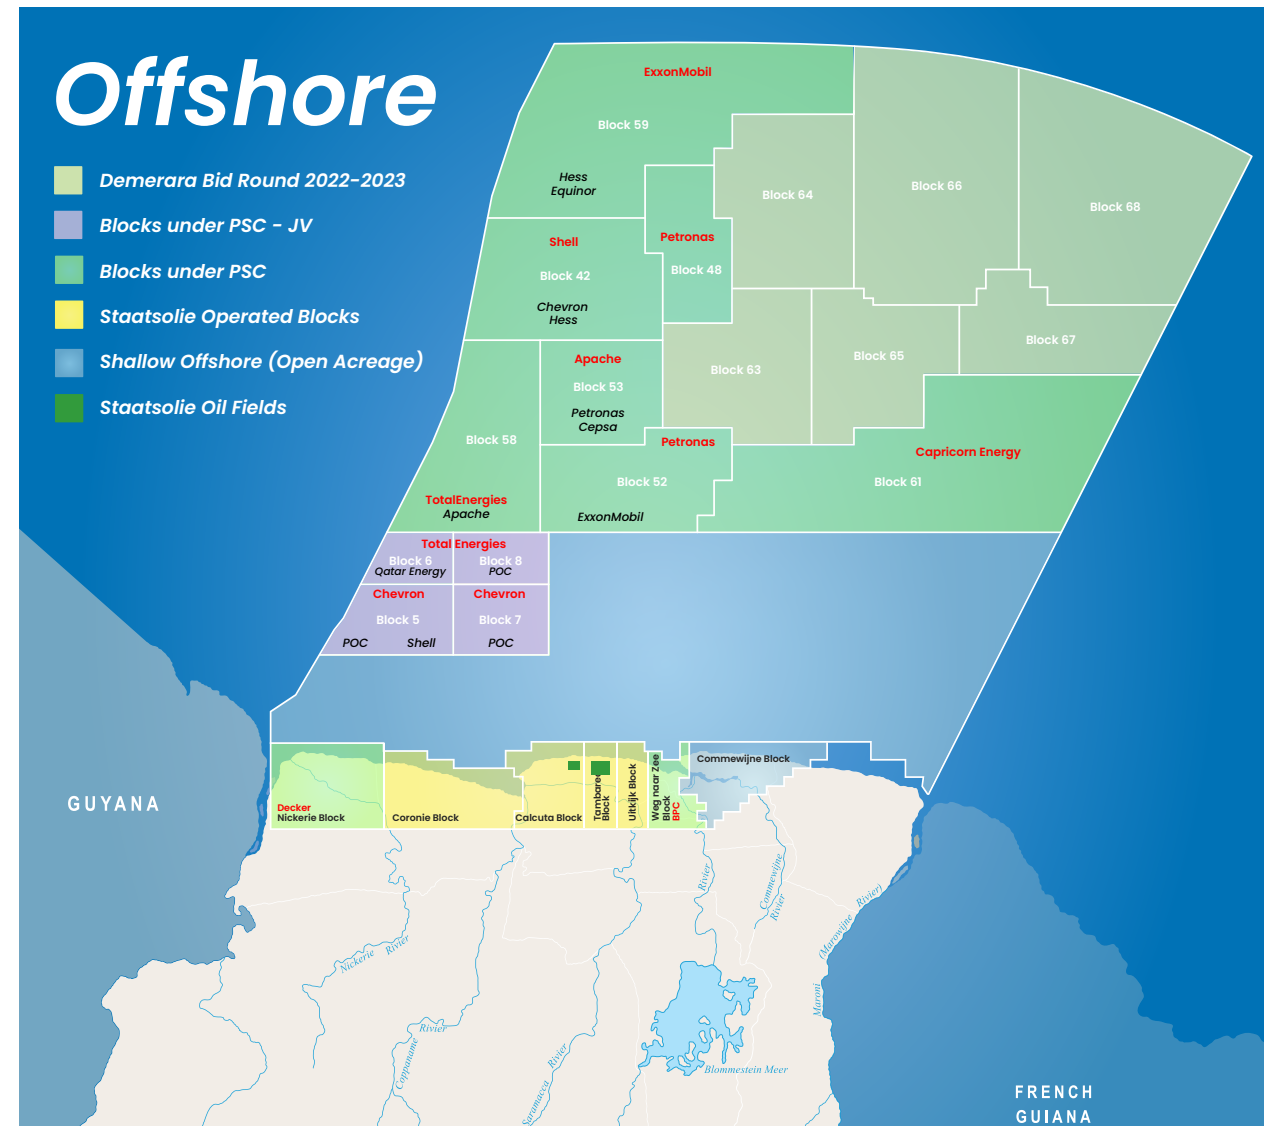 Offshore
Demerara Bid Round 2022-2023
Blocks under PSC - JV
Blocks under PSC
Staatsolie Operated Blocks
Shallow Offshore (Open Acreage)
Staatsolie Oil Fields
ExxonMobil
Block 59
Hess
Equinor
Block 64
Block 66
Block 68
Shell
Block 42
Chevron
Hess
Petronas
Block 48
Block 63
Block 65
Block 67
Apache
Block 53
Petronas
Cepsa
Block 58
TotalEnergies
Apache
Petronas
Block 52
ExxonMobil
Capricorn Energy
Block 61
Total Energies
Block 6
Qatar Energy
Block 8
POC
Chevron
Block 5
POC Shell
Chevron
Block 7
POC
Decker
Nickerie Block
Coronie Block
Calcuta Block
Tambaredjo
Block
Uitkijk Block
Weg naar Zee
Block
BPC
Commewijne Block
GUYANA
Nickerie Rivier
Coppaname Rivier
Saramacca Rivier
Rivier
Commewijne
Rivier
(Marowijne Rivier)
Maroni
Blommestein Meer
FRENCH
GUIANA